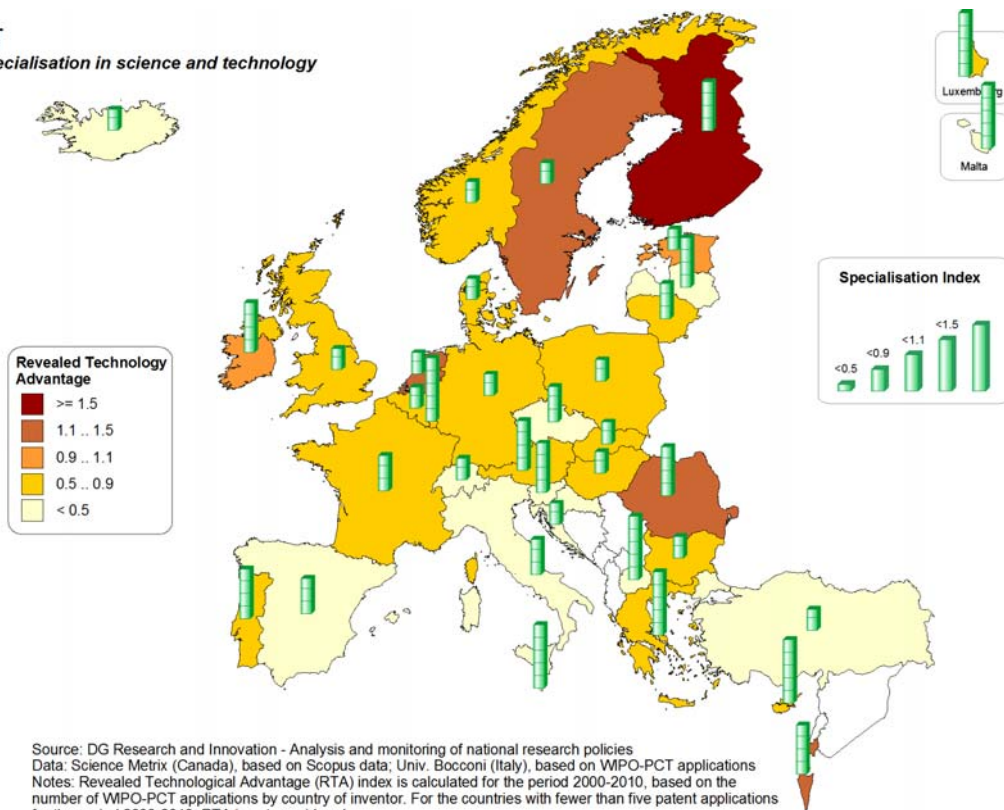 specialisation in science and technology
Luxembourg
Malta
Specialisation Index
<0.5
<0.9
<1.1
<1.5
Revealed Technology
Advantage
>= 1.5
1.1 .. 1.5
0.9 .. 1.1
0.5 .. 0.9
< 0.5
Source: DG Research and Innovation - Analysis and monitoring of national research policies
Data: Science Metrix (Canada), based on Scopus data; Univ. Bocconi (Italy), based on WIPO-PCT applications
Notes: Revealed Technological Advantage (RTA) index is calculated for the period 2000-2010, based on the
number of WIPO-PCT applications by country of inventor. For the countries with fewer than five patent applications